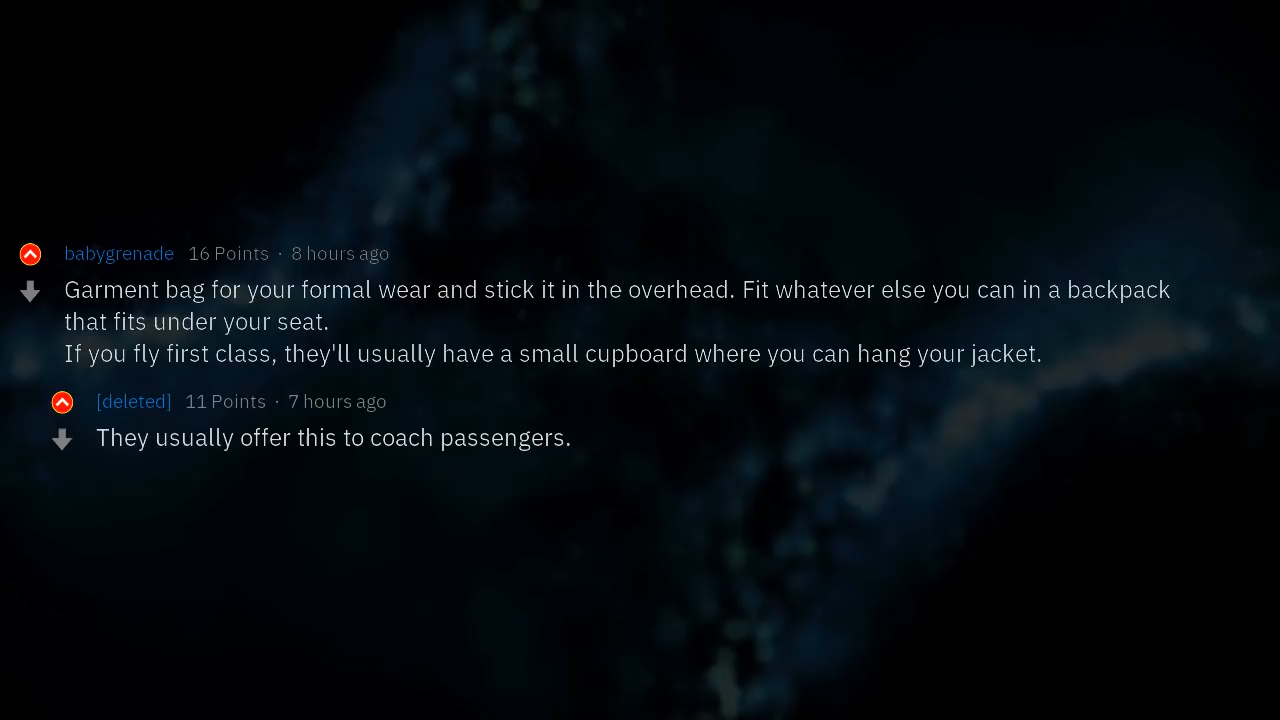 babygrenade 16 Points · 8 hours ago
Garment bag for your formal wear and stick it in the overhead. Fit whatever else you can in a backpack
that fits under your seat.
If you fly first class, they'll usually have a small cupboard where you can hang your jacket.
[deleted] 11 Points · 7 hours ago
They usually offer this to coach passengers.